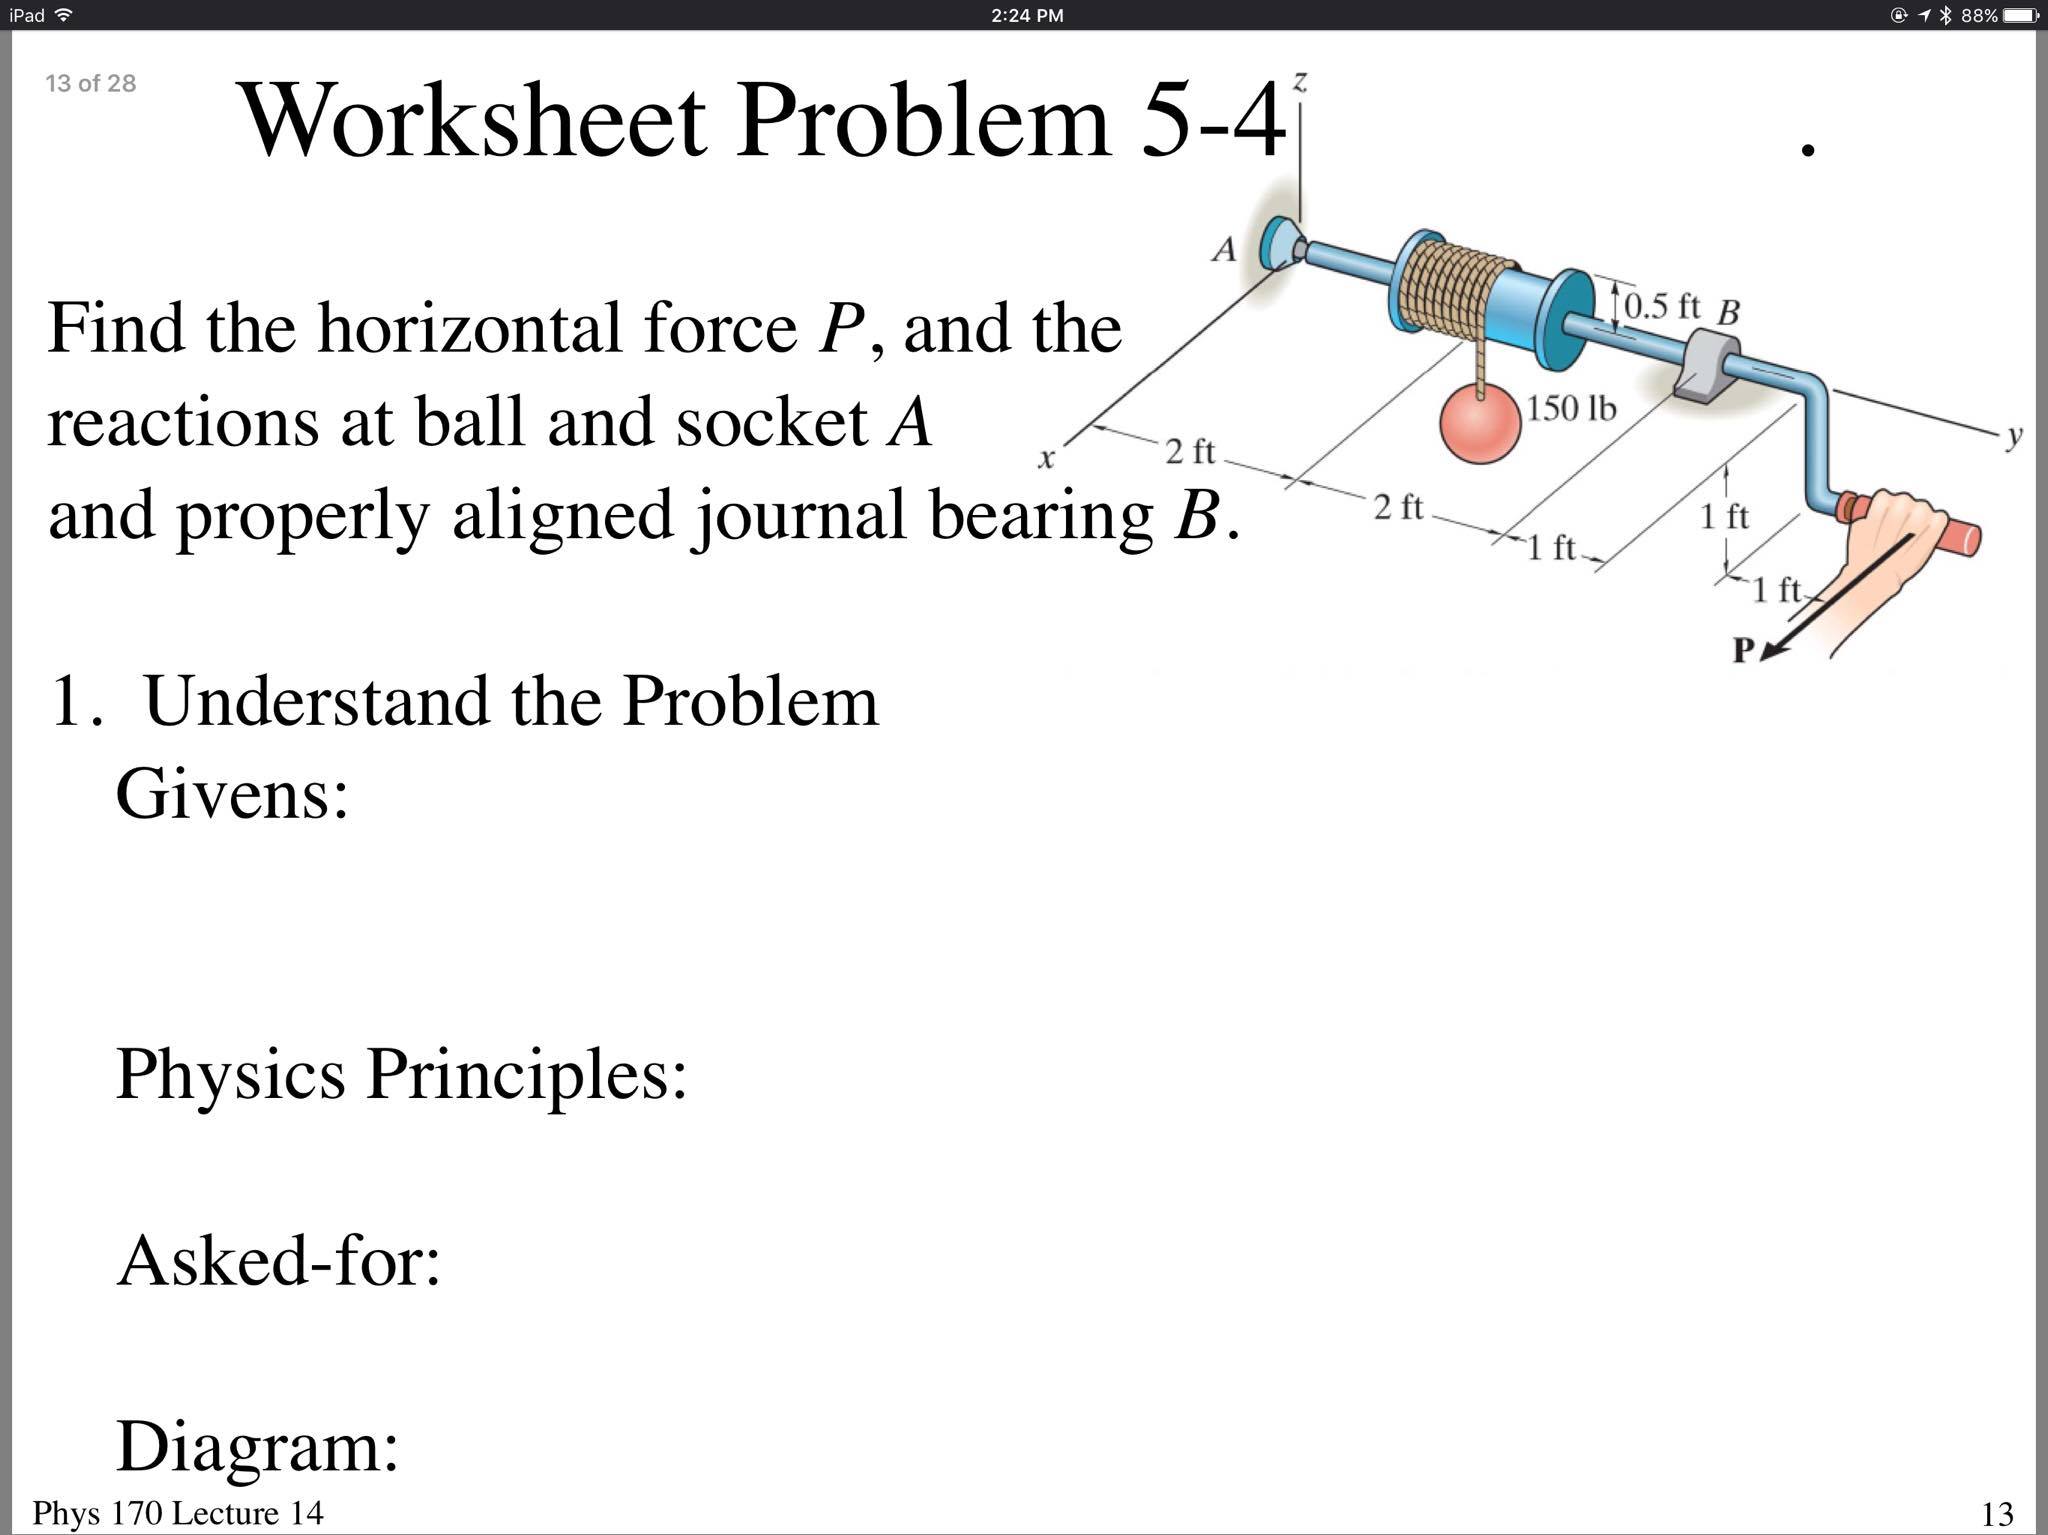 iPad 2:24 PM 88%
13 of 28
Worksheet Problem 5-4 .
z
A
0.5 ft B
Find the horizontal force P, and the
reactions at ball and socket A
and properly aligned journal bearing B.
150 lb
y
x
2 ft
2 ft
1 ft
1 ft
1 ft
P
1. Understand the Problem
Givens:
Physics Principles:
Asked-for:
Diagram:
Phys 170 Lecture 14
13